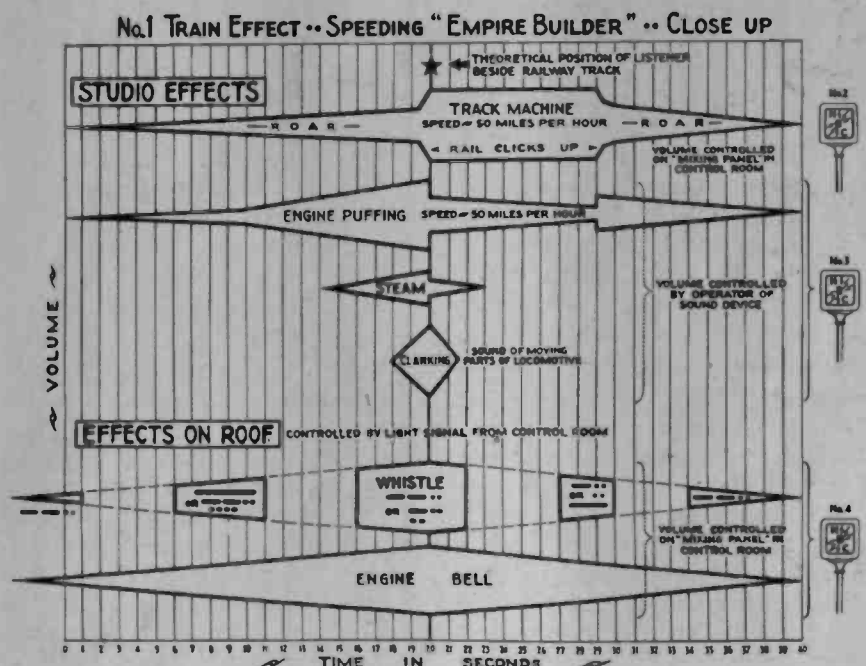 No.1 TRAIN EFFECT •• SPEEDING "EMPIRE BUILDER" •• CLOSE UP
THEORETICAL POSITION OF LISTENER
BESIDE RAILWAY TRACK
STUDIO EFFECTS
TRACK MACHINE
— ROAR — SPEED = 50 MILES PER HOUR — ROAR —
RAIL CLICKS UP
VOLUME CONTROLLED
ON "MIXING PANEL" IN
CONTROL ROOM
No.2
ENGINE PUFFING SPEED = 50 MILES PER HOUR
STEAM
VOLUME CONTROLLED
BY OPERATOR OF
SOUND DEVICE
No.3
CLANKING
SOUND OF MOVING
PARTS OF LOCOMOTIVE
VOLUME
EFFECTS ON ROOF. CONTROLLED BY LIGHT SIGNAL FROM CONTROL ROOM
WHISTLE
OR
OR
OR
VOLUME CONTROLLED
ON "MIXING PANEL" IN
CONTROL ROOM
No.4
ENGINE BELL
0 1 2 3 4 5 6 7 8 9 10 11 12 13 14 15 16 17 18 19 20 21 22 23 24 25 26 27 28 29 30 31 32 33 34 35 36 37 38 39 40
TIME IN SECONDS